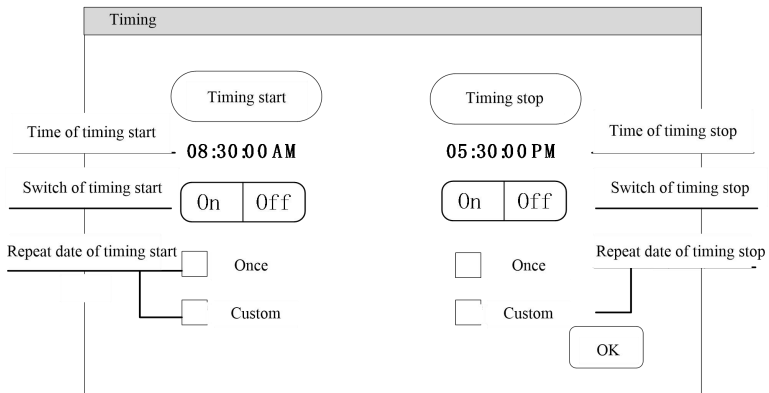 Timing
Timing start
Timing stop
Time of timing start
08:30:00 AM
05:30:00 PM
Time of timing stop
Switch of timing start
On Off
On Off
Switch of timing stop
Repeat date of timing start
Once
Once
Repeat date of timing stop
Custom
Custom
OK